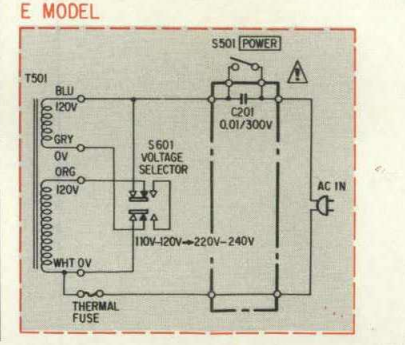 E MODEL
S501 POWER
T501
BLU
120V
C201
0.01/300V
GRY
0V
S601
VOLTAGE
SELECTOR
ORG
120V
AC IN
110V-120V➔220V-240V
WHT 0V
THERMAL
FUSE